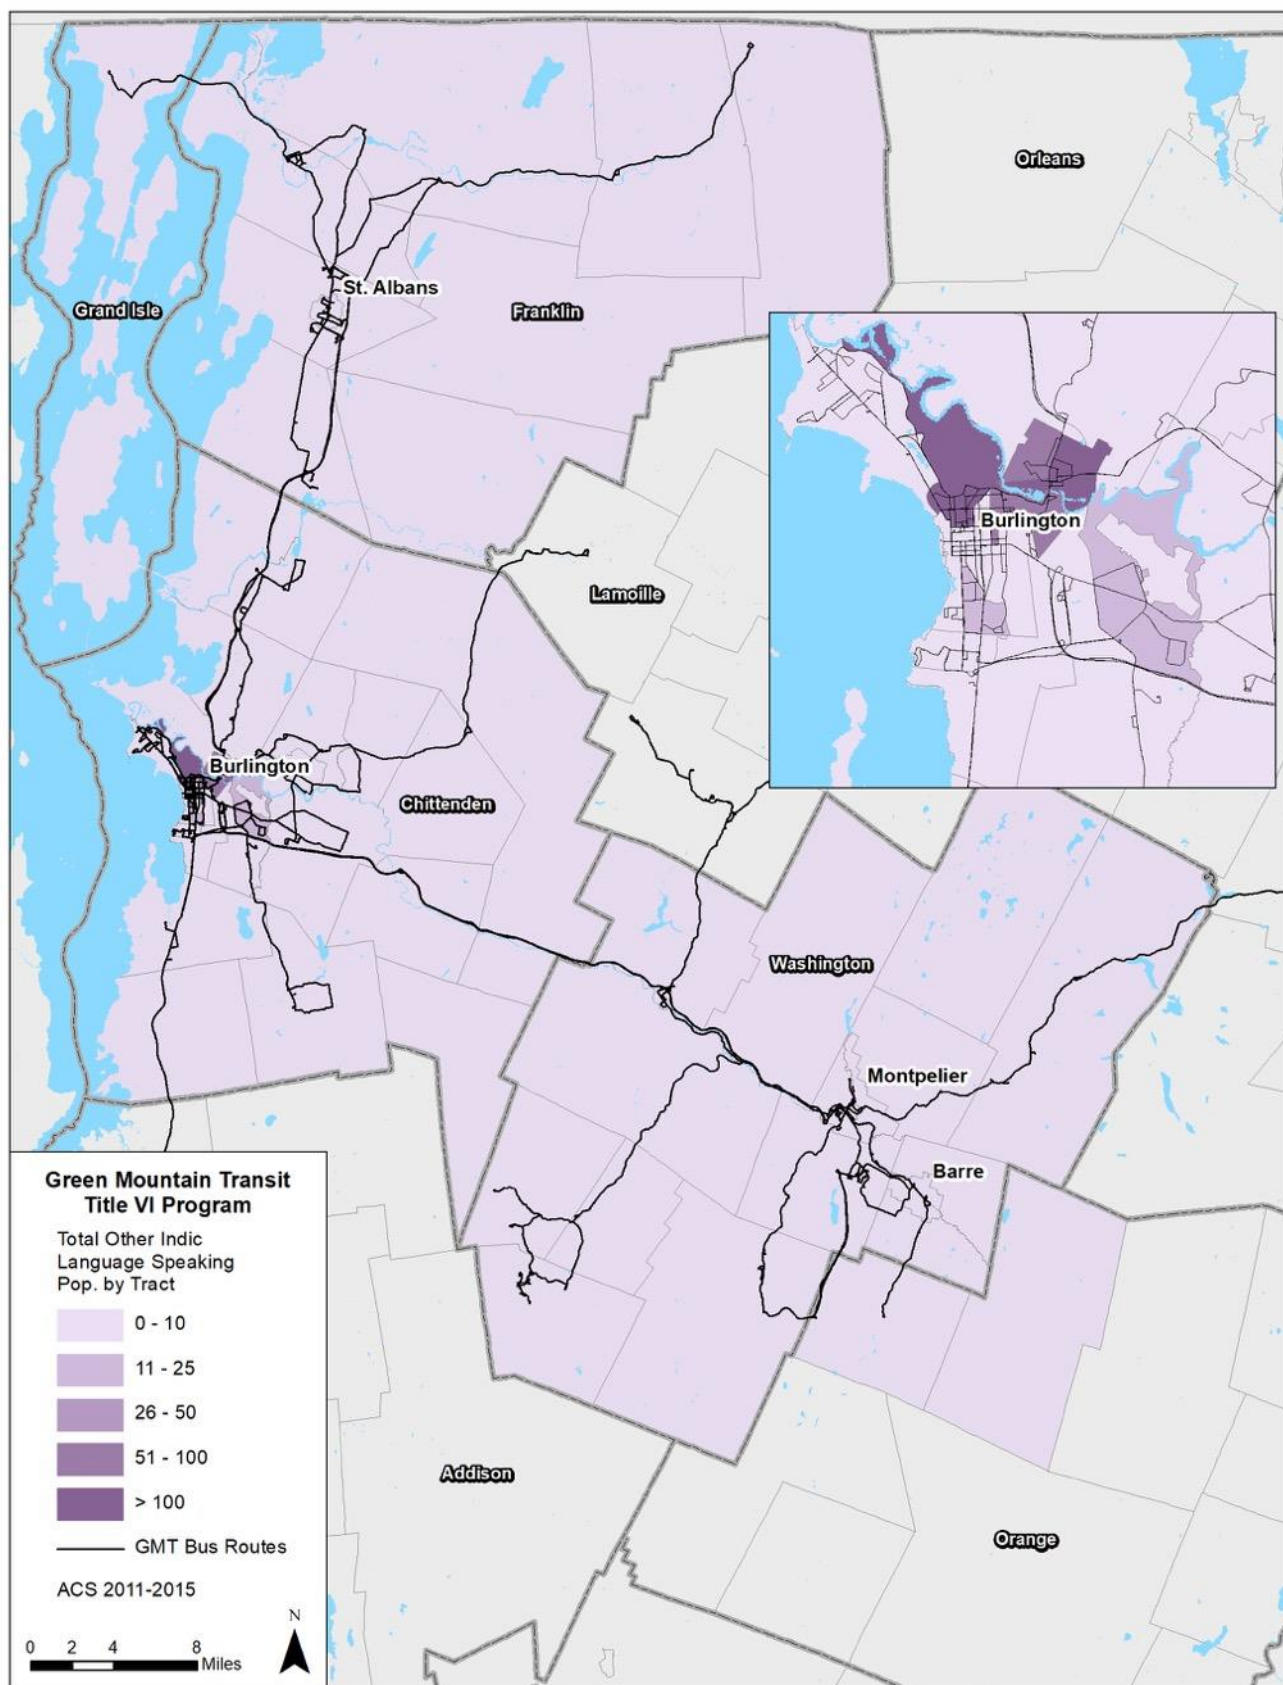 Orleans
St. Albans
Grand Isle
Franklin
Burlington
Lamoille
Burlington
Chittenden
Washington
Montpelier
Barre
Green Mountain Transit
Title VI Program
Total Other Indic
Language Speaking
Pop. by Tract
0 - 10
11 - 25
26 - 50
51 - 100
> 100
GMT Bus Routes
ACS 2011-2015
N
0 2 4 8
Miles
Addison
Orange